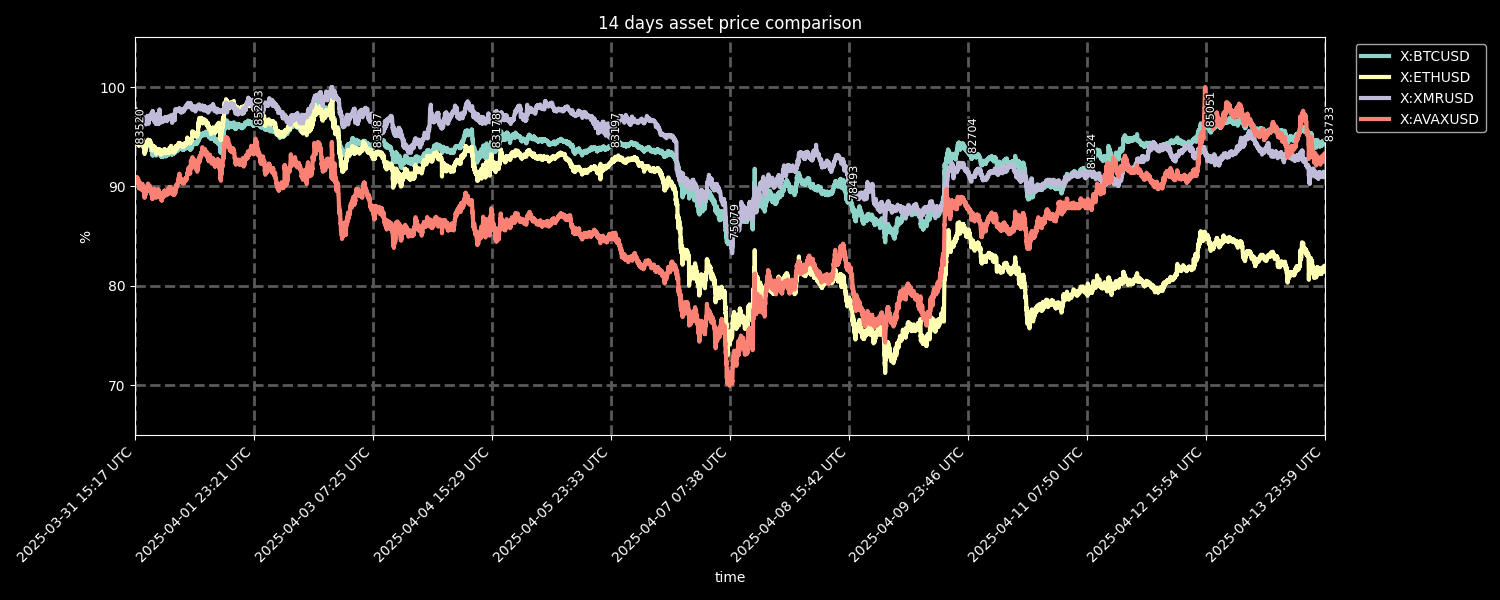 14 days asset price comparison
X:BTCUSD
X:ETHUSD
X:XMRUSD
X:AVAXUSD
100
90
80
70
%
83520
85203
83187
83178
83197
75079
78493
82704
81324
85051
83733
2025-03-31 15:17 UTC
2025-04-01 23:21 UTC
2025-04-03 07:25 UTC
2025-04-04 15:29 UTC
2025-04-05 23:33 UTC
2025-04-07 07:38 UTC
2025-04-08 15:42 UTC
2025-04-09 23:46 UTC
2025-04-11 07:50 UTC
2025-04-12 15:54 UTC
2025-04-13 23:59 UTC
time